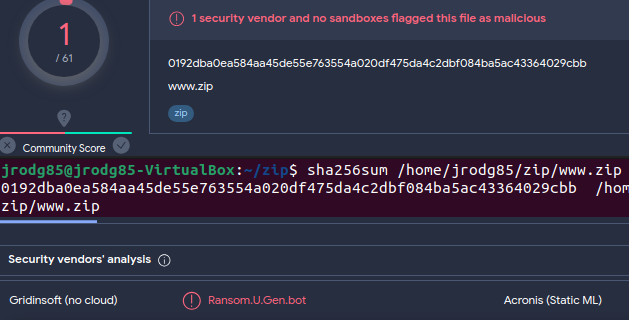 1 security vendor and no sandboxes flagged this file as malicious
1
/ 61
0192dba0ea584aa45de55e763554a020df475da4c2dbf084ba5ac43364029cbb
www.zip
zip
?
Community Score
jrodg85@jrodg85-VirtualBox:~/zip$ sha256sum /home/jrodg85/zip/www.zip
0192dba0ea584aa45de55e763554a020df475da4c2dbf084ba5ac43364029cbb /hom
zip/www.zip
Security vendors' analysis
Gridinsoft (no cloud) Ransom.U.Gen.bot Acronis (Static ML)